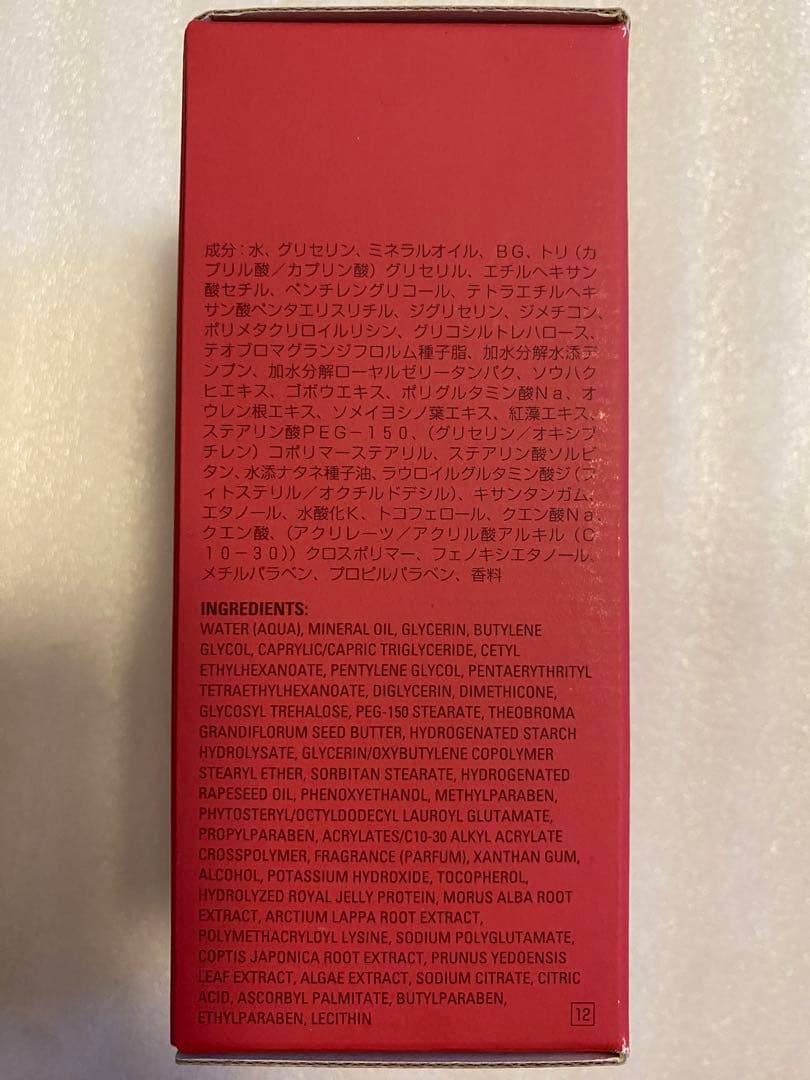 成分：水、グリセリン、ミネラルオイル、ＢＧ、トリ（カ
プリル酸／カプリン酸）グリセリル、エチルヘキサン
酸セチル、ペンチレングリコール、テトラエチルヘキ
サン酸ペンタエリスリチル、ジグリセリン、ジメチコン、
ポリメタクリロイルリシン、グリコシルトレハロース、
テオブロマグランジフロルム種子脂、加水分解水添デ
ンプン、加水分解ローヤルゼリータンパク、ソウハク
ヒエキス、ゴボウエキス、ポリグルタミン酸Ｎａ、オ
ウレン根エキス、ソメイヨシノ葉エキス、紅藻エキス、
ステアリン酸ＰＥＧ－１５０、（グリセリン／オキシブ
チレン）コポリマーステアリル、ステアリン酸ソルビ
タン、水添ナタネ種子油、ラウロイルグルタミン酸ジ（フ
ィトステリル／オクチルドデシル）、キサンタンガム、
エタノール、水酸化Ｋ、トコフェロール、クエン酸Ｎａ、
クエン酸、（アクリレーツ／アクリル酸アルキル（Ｃ
１０－３０））クロスポリマー、フェノキシエタノール、
メチルパラベン、プロピルパラベン、香料
INGREDIENTS:
WATER (AQUA), MINERAL OIL, GLYCERIN, BUTYLENE
GLYCOL, CAPRYLIC/CAPRIC TRIGLYCERIDE, CETYL
ETHYLHEXANOATE, PENTYLENE GLYCOL, PENTAERYTHRITYL
TETRAETHYLHEXANOATE, DIGLYCERIN, DIMETHICONE,
GLYCOSYL TREHALOSE, PEG-150 STEARATE, THEOBROMA
GRANDIFLORUM SEED BUTTER, HYDROGENATED STARCH
HYDROLYSATE, GLYCERIN/OXYBUTYLENE COPOLYMER
STEARYL ETHER, SORBITAN STEARATE, HYDROGENATED
RAPESEED OIL, PHENOXYETHANOL, METHYLPARABEN,
PHYTOSTERYL/OCTYLDODECYL LAUROYL GLUTAMATE,
PROPYLPARABEN, ACRYLATES/C10-30 ALKYL ACRYLATE
CROSSPOLYMER, FRAGRANCE (PARFUM), XANTHAN GUM,
ALCOHOL, POTASSIUM HYDROXIDE, TOCOPHEROL,
HYDROLYZED ROYAL JELLY PROTEIN, MORUS ALBA ROOT
EXTRACT, ARCTIUM LAPPA ROOT EXTRACT,
POLYMETHACRYLOYL LYSINE, SODIUM POLYGLUTAMATE,
COPTIS JAPONICA ROOT EXTRACT, PRUNUS YEDOENSIS
LEAF EXTRACT, ALGAE EXTRACT, SODIUM CITRATE, CITRIC
ACID, ASCORBYL PALMITATE, BUTYLPARABEN,
ETHYLPARABEN, LECITHIN
12